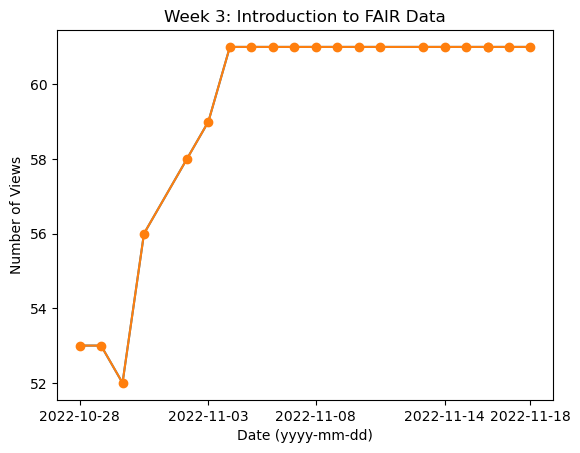 Week 3: Introduction to FAIR Data
Number of Views
60
58
56
54
52
2022-10-28 2022-11-03 2022-11-08 2022-11-14 2022-11-18
Date (yyyy-mm-dd)